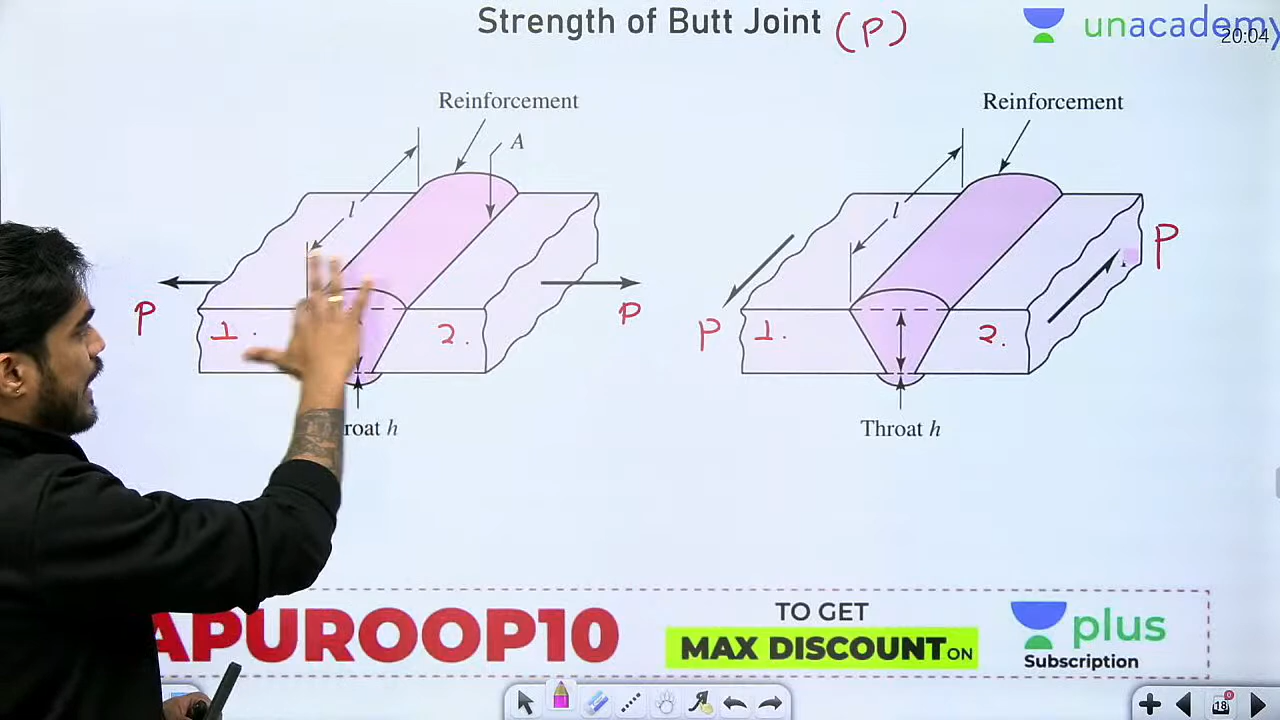 Strength of Butt Joint (P)
unacademy
20:04
Reinforcement
A
l
P
1.
2.
P
roat h
Reinforcement
l
P
P
1.
2.
Throat h
APUROOP10
TO GET
MAX DISCOUNT ON
plus
Subscription
18